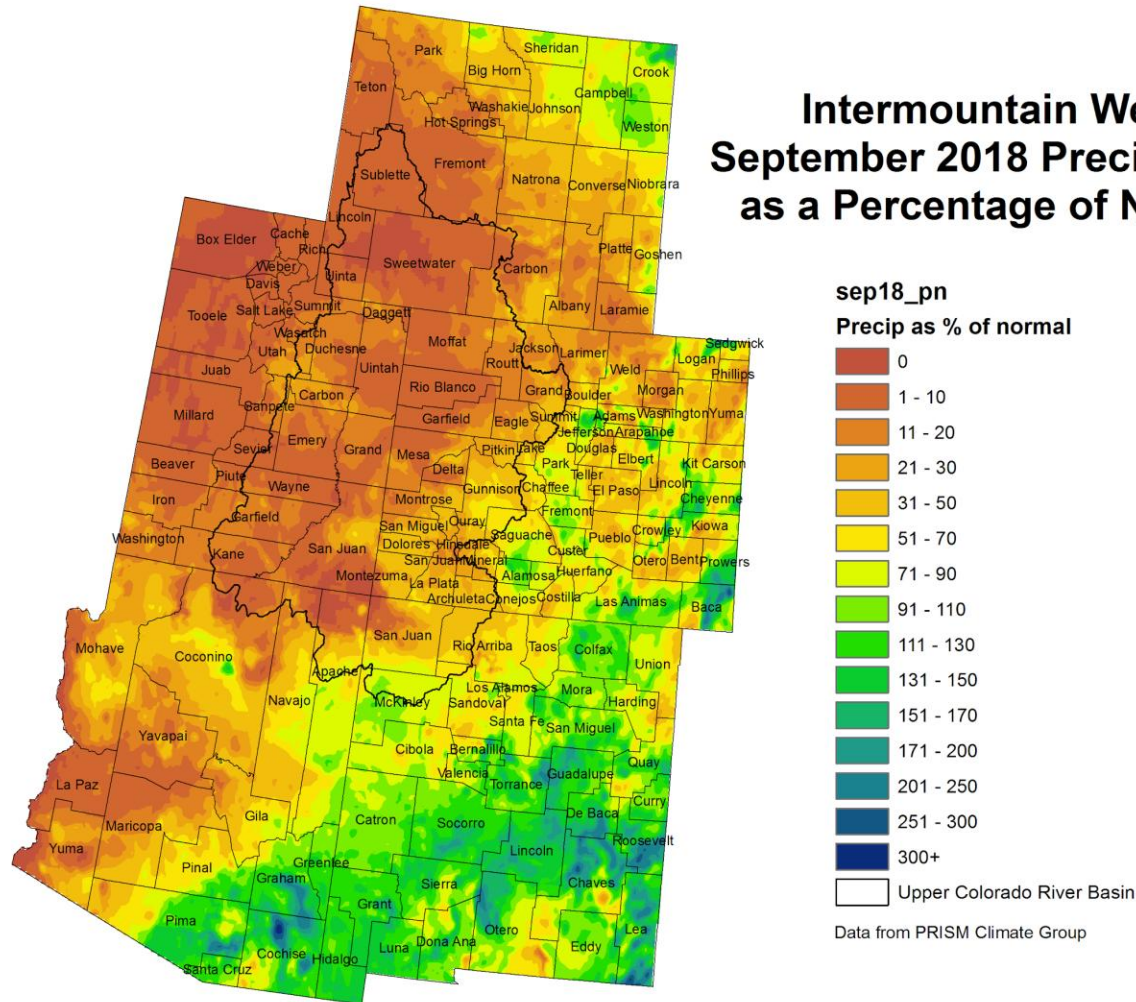 Intermountain We
September 2018 Preci
as a Percentage of N
sep18_pn
Precip as % of normal
0
1 - 10
11 - 20
21 - 30
31 - 50
51 - 70
71 - 90
91 - 110
111 - 130
131 - 150
151 - 170
171 - 200
201 - 250
251 - 300
300+
Upper Colorado River Basin
Data from PRISM Climate Group
Park
Sheridan
Big Horn
Crook
Teton
Campbell
Washakie
Johnson
Hot Springs
Weston
Fremont
Sublette
Natrona
Converse
Niobrara
Lincoln
Cache
Box Elder
Rich
Platte
Goshen
Weber
Sweetwater
Carbon
Davis
Uinta
Salt Lake
Summit
Albany
Laramie
Tooele
Daggett
Wasatch
Moffat
Sedgwick
Utah
Duchesne
Jackson
Larimer
Logan
Phillips
Juab
Uintah
Routt
Weld
Rio Blanco
Grand
Boulder
Morgan
Sanpete
Carbon
Millard
Garfield
Eagle
Summit
Adams
Washington
Yuma
Jefferson
Arapahoe
Sevier
Emery
Grand
Mesa
Pitkin
Lake
Douglas
Elbert
Beaver
Piute
Delta
Park
Teller
Kit Carson
Wayne
Gunnison
Chaffee
Lincoln
Iron
Montrose
El Paso
Cheyenne
Garfield
Fremont
Washington
San Miguel
Ouray
Saguache
Crowley
Kiowa
Kane
San Juan
Dolores
Hinsdale
Custer
Pueblo
Otero
Bent
Prowers
San Juan
Mineral
Montezuma
La Plata
Alamosa
Huerfano
Archuleta
Conejos
Costilla
Las Animas
Baca
Mohave
Coconino
San Juan
Rio Arriba
Taos
Colfax
Union
Apache
Navajo
McKinley
Los Alamos
Sandoval
Mora
Harding
Santa Fe
San Miguel
Yavapai
Cibola
Bernalillo
Quay
Valencia
Guadalupe
La Paz
Torrance
Curry
Maricopa
Gila
Catron
Socorro
De Baca
Yuma
Roosevelt
Lincoln
Pinal
Greenlee
Graham
Sierra
Chaves
Pima
Grant
Otero
Lea
Cochise
Hidalgo
Luna
Dona Ana
Eddy
Santa Cruz